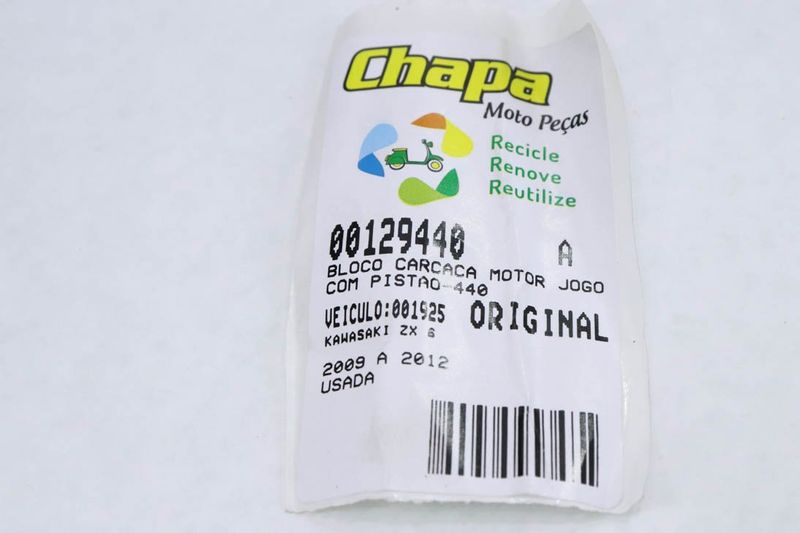 Chapa
Moto Peças
Recicle
Renove
Reutilize
00129440 A
BLOCO CARCACA MOTOR JOGO
COM PISTAO-440
VEICULO:001925 ORIGINAL
KAWASAKI ZX 6
2009 A 2012
USADA